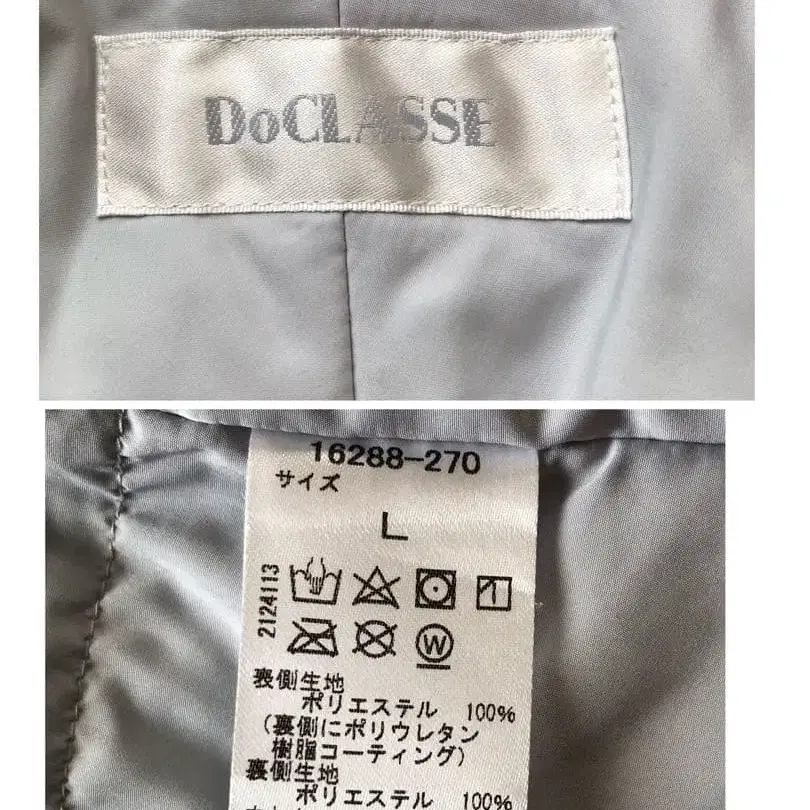 DoCLASSE
16288-270
サイズ
L
2124113
W
表側生地
ポリエステル 100%
(裏側にポリウレタン
樹脂コーティング)
裏側生地
ポリエステル 100%